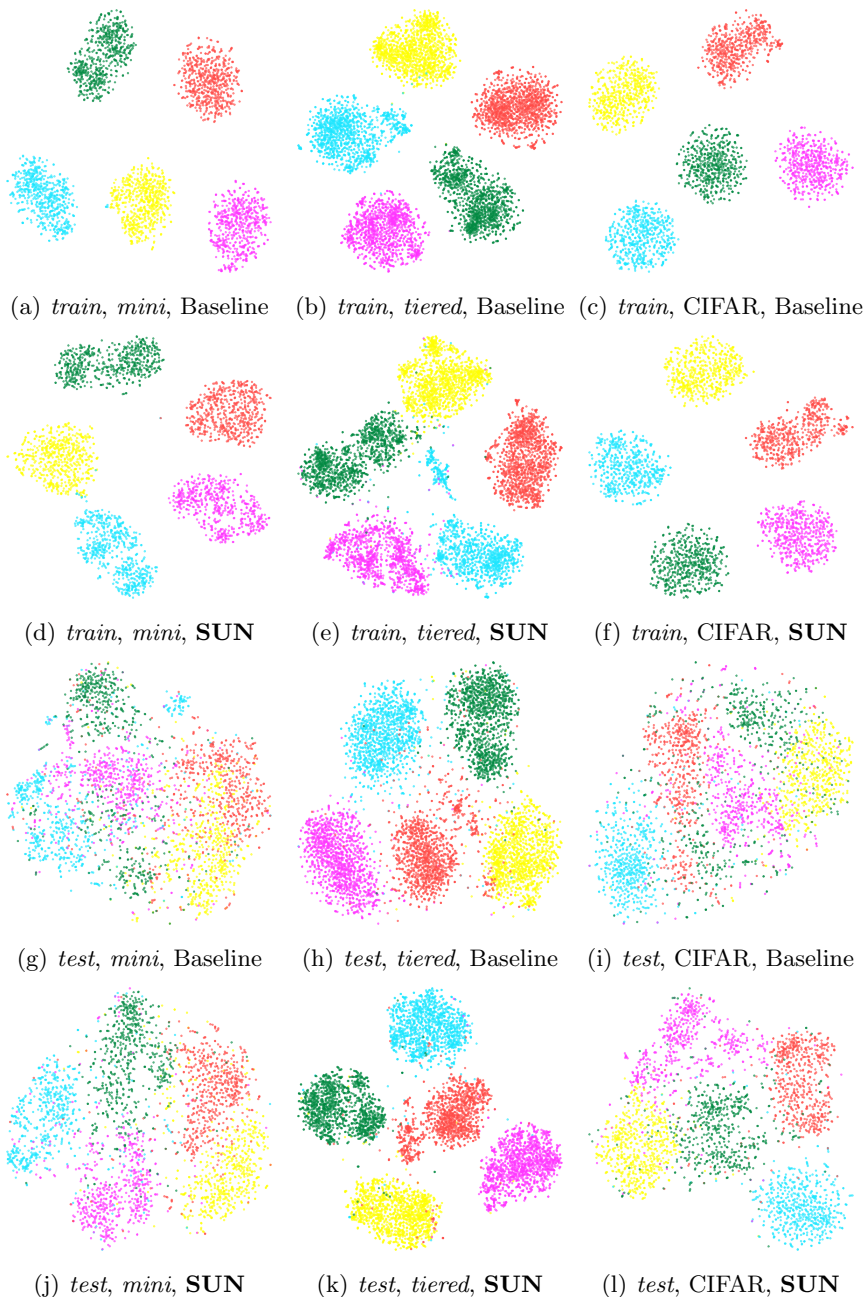 (a) train, mini, Baseline (b) train, tiered, Baseline (c) train, CIFAR, Baseline
(d) train, mini, SUN (e) train, tiered, SUN (f) train, CIFAR, SUN
(g) test, mini, Baseline (h) test, tiered, Baseline (i) test, CIFAR, Baseline
(j) test, mini, SUN (k) test, tiered, SUN (l) test, CIFAR, SUN